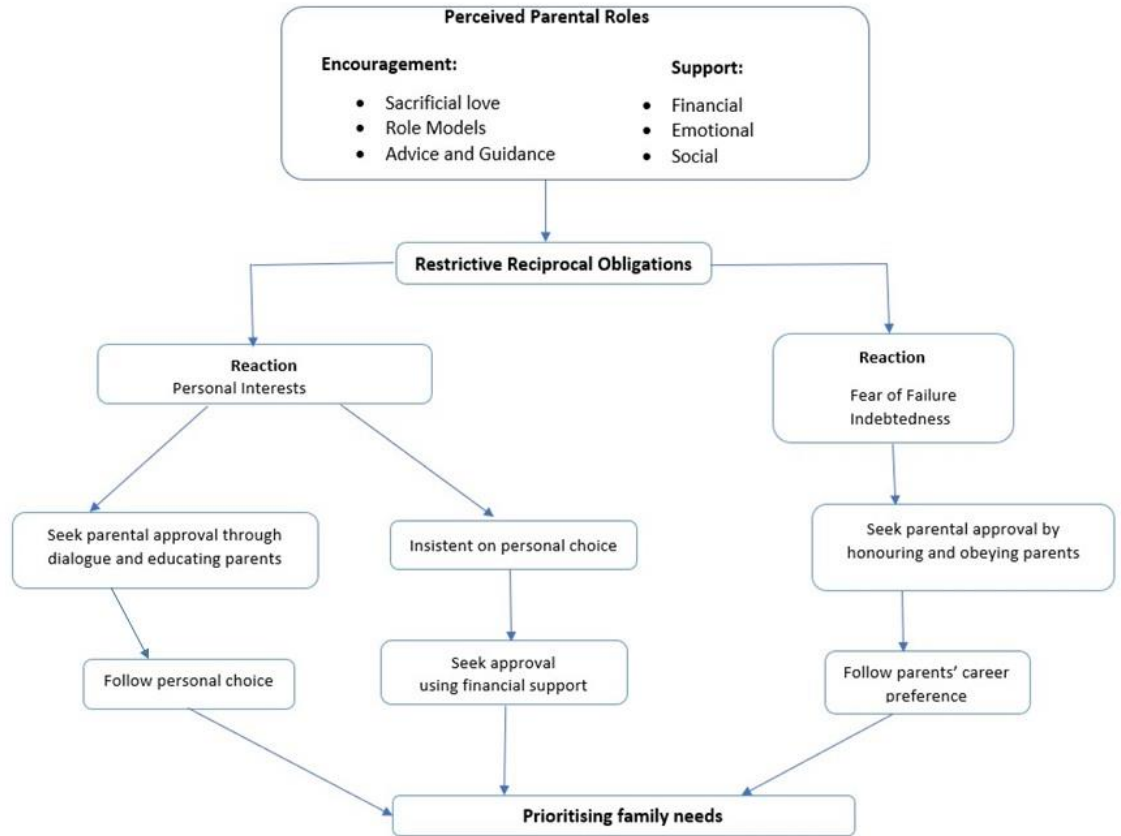 Perceived Parental Roles
Encouragement:
• Sacrificial love
• Role Models
• Advice and Guidance
Support:
• Financial
• Emotional
• Social
Restrictive Reciprocal Obligations
Reaction
Personal Interests
Reaction
Fear of Failure
Indebtedness
Seek parental approval through
dialogue and educating parents
Insistent on personal choice
Seek parental approval by
honouring and obeying parents
Follow personal choice
Seek approval
using financial support
Follow parents’ career
preference
Prioritising family needs